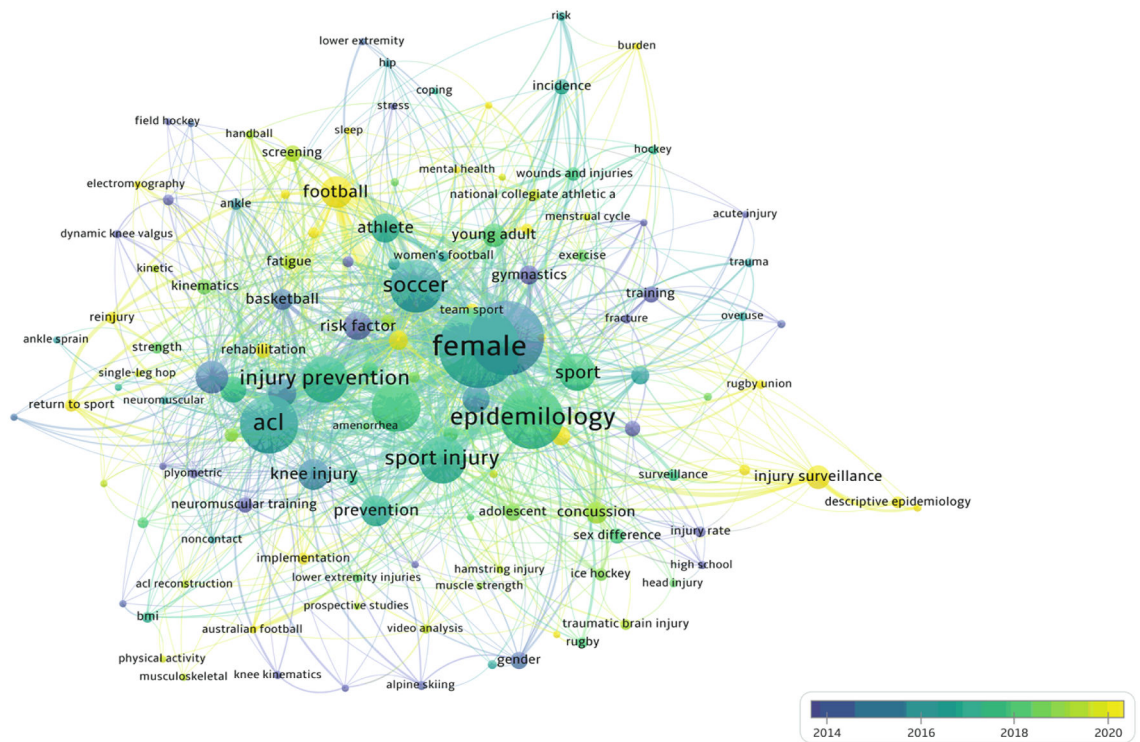 risk
lower extremity
burden
hip
incidence
coping
stress
field hockey
sleep
handball
hockey
screening
mental health
wounds and injuries
electromyography
football
national collegiate athletic a
ankle
menstrual cycle
acute injury
athlete
dynamic knee valgus
young adult
women's football
exercise
fatigue
trauma
kinetic
gymnastics
kinematics
soccer
training
basketball
team sport
reinjury
risk factor
fracture
overuse
ankle sprain
strength
rehabilitation
female
single-leg hop
injury prevention
sport
rugby union
neuromuscular
return to sport
acl
amenorrhea
epidemilology
sport injury
knee injury
plyometric
surveillance
injury surveillance
descriptive epidemiology
neuromuscular training
prevention
adolescent
concussion
injury rate
sex difference
noncontact
implementation
high school
hamstring injury
ice hockey
lower extremity injuries
head injury
acl reconstruction
muscle strength
prospective studies
bmi
traumatic brain injury
australian football
video analysis
rugby
physical activity
gender
musculoskeletal
knee kinematics
alpine skiing
2014
2016
2018
2020